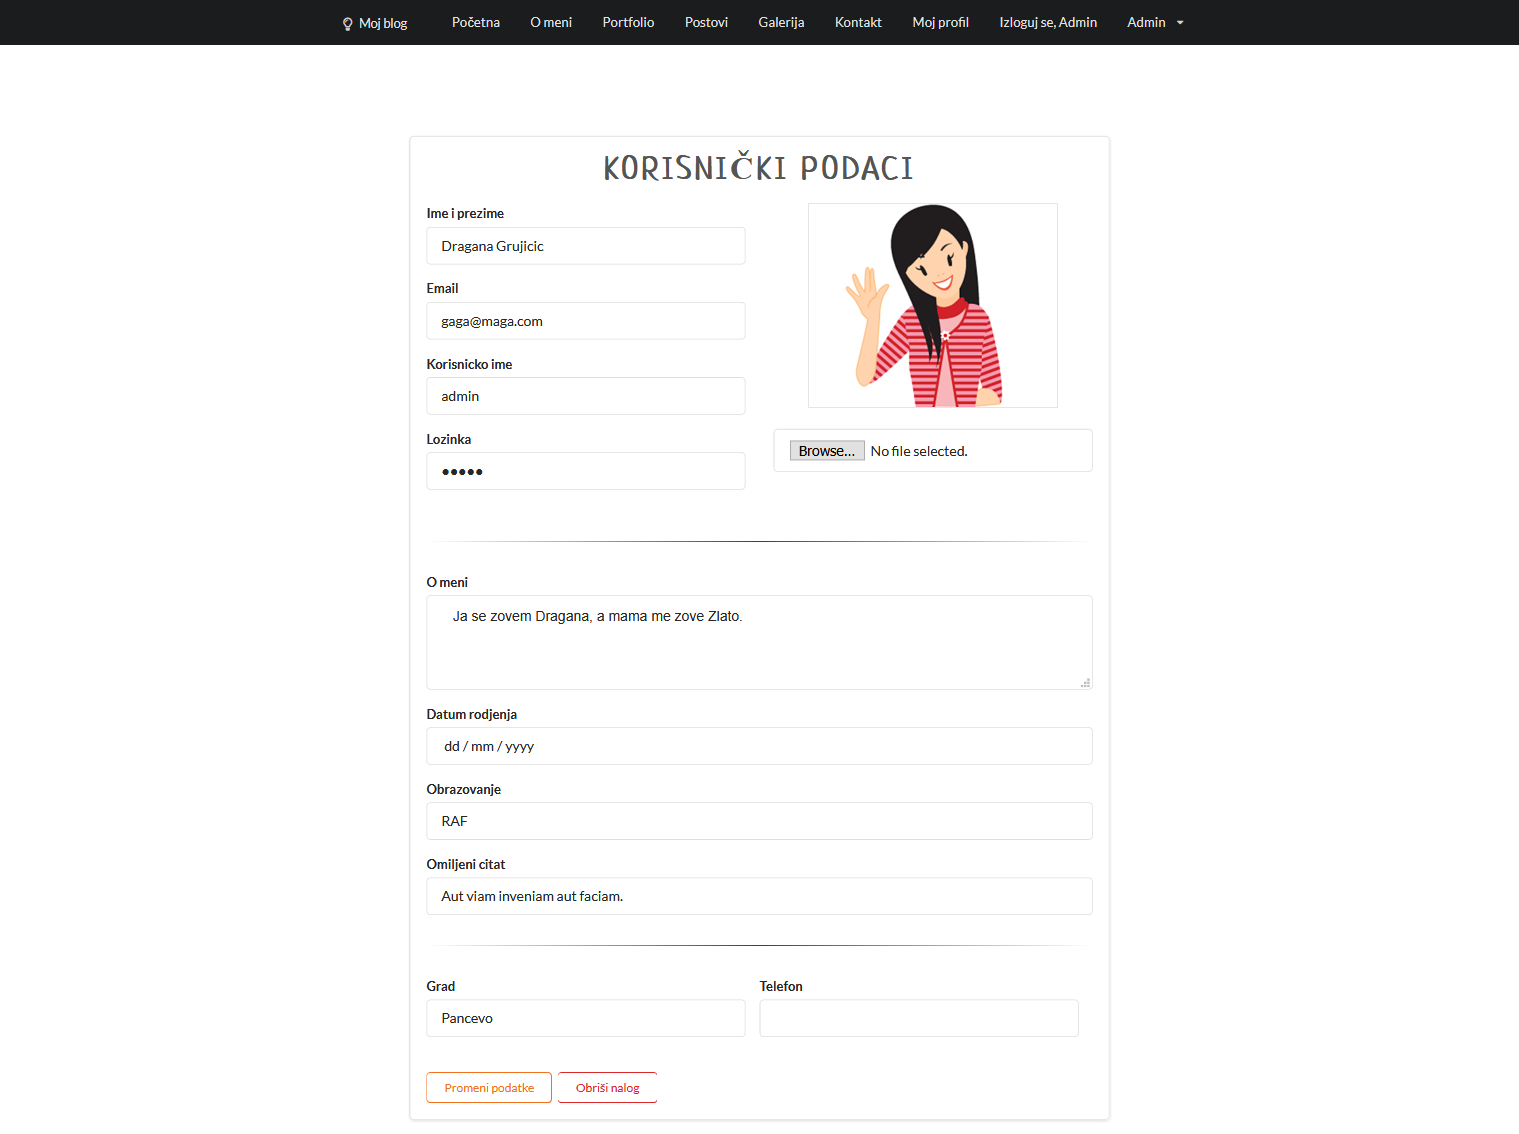 Moj blog Početna O meni Portfolio Postovi Galerija Kontakt Moj profil Izloguj se, Admin Admin
KORISNIČKI PODACI
Ime i prezime
Dragana Grujicic
Email
gaga@maga.com
Korisnicko ime
admin
Lozinka
●●●●●
Browse... No file selected.
O meni
Ja se zovem Dragana, a mama me zove Zlato.
Datum rodjenja
dd / mm / yyyy
Obrazovanje
RAF
Omiljeni citat
Aut viam inveniam aut faciam.
Grad Telefon
Pancevo
Promeni podatke Obriši nalog